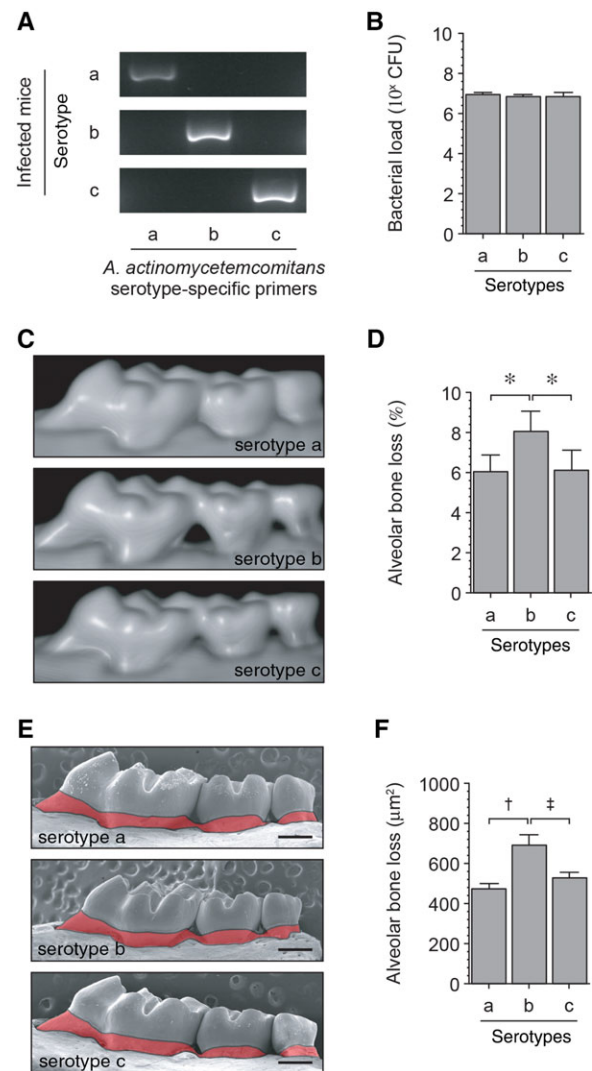 A
Infected mice
Serotype
a
b
c
a b c
A. actinomycetemcomitans
serotype-specific primers
B
Bacterial load (10ˣ CFU)
10
8
6
4
2
0
a b c
Serotypes
C
serotype a
serotype b
serotype c
D
Alveolar bone loss (%)
10
8
6
4
2
0
* *
a b c
Serotypes
E
serotype a
serotype b
serotype c
F
Alveolar bone loss (µm²)
1000
800
600
400
200
0
† ‡
a b c
Serotypes